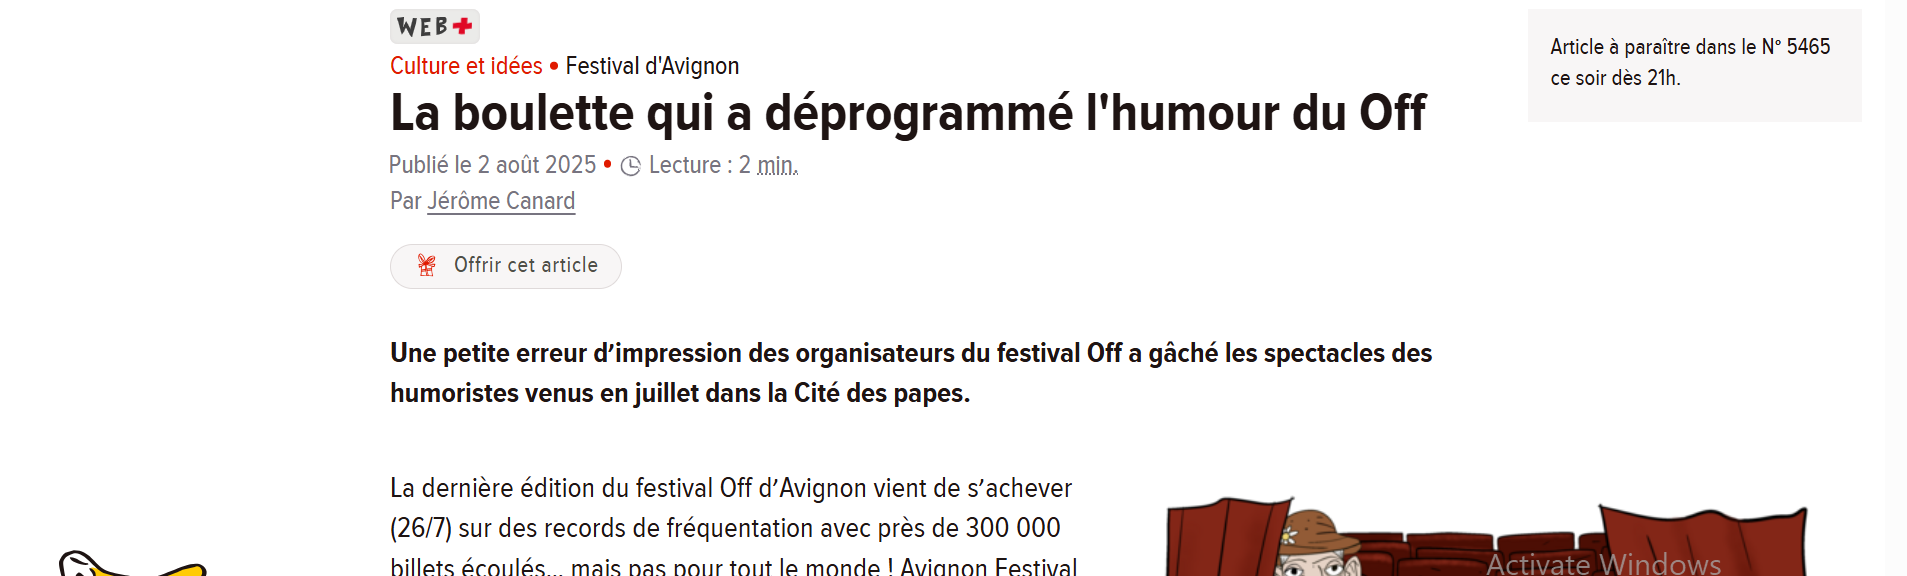 WEB+
Culture et idées • Festival d'Avignon
La boulette qui a déprogrammé l'humour du Off
Publié le 2 août 2025 • Lecture : 2 min.
Par Jérôme Canard
Offrir cet article
Article à paraître dans le N° 5465
ce soir dès 21h.
Une petite erreur d’impression des organisateurs du festival Off a gâché les spectacles des
humoristes venus en juillet dans la Cité des papes.
La dernière édition du festival Off d’Avignon vient de s’achever
(26/7) sur des records de fréquentation avec près de 300 000
billets écoulés... mais pas pour tout le monde ! Avignon Festival
Activate Windows